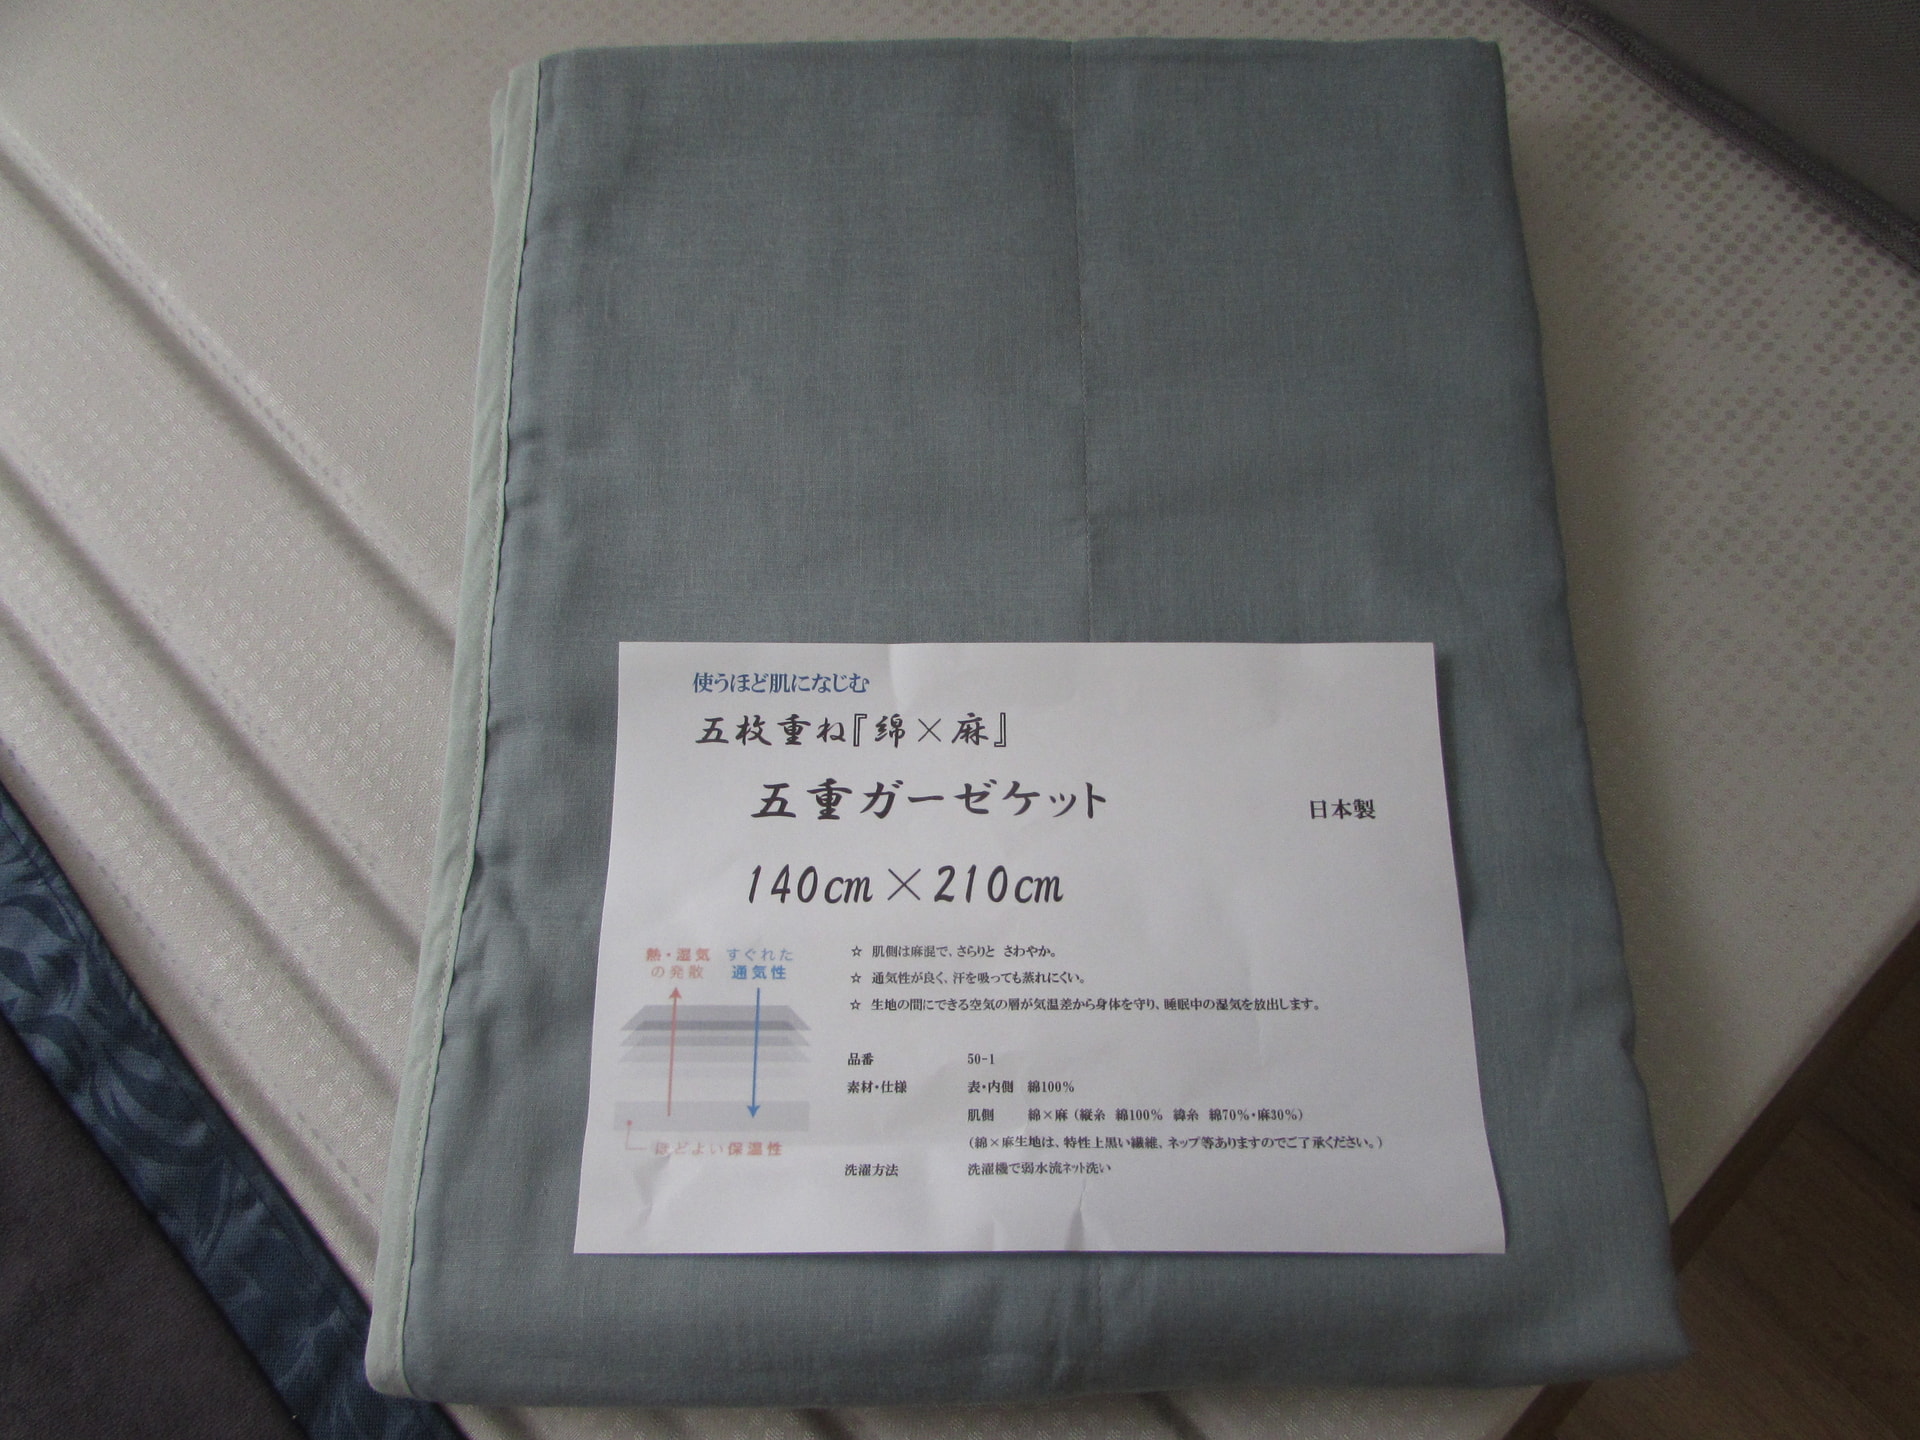 使うほど肌になじむ
五枚重ね『綿×麻』
五重ガーゼケット
日本製
140cm×210cm
熱・湿気
の発散
すぐれた
通気性
ほどよい保温性
☆ 肌側は麻混で、さらりと さわやか。
☆ 通気性が良く、汗を吸っても蒸れにくい。
☆ 生地の間にできる空気の層が気温差から身体を守り、睡眠中の湿気を放出します。
品番 50-1
素材・仕様 表・内側 綿100%
肌側 綿×麻（縦糸 綿100% 緯糸 綿70%・麻30%）
（綿×麻生地は、特性上黒い繊維、ネップ等ありますのでご了承ください。）
洗濯方法 洗濯機で弱水流ネット洗い